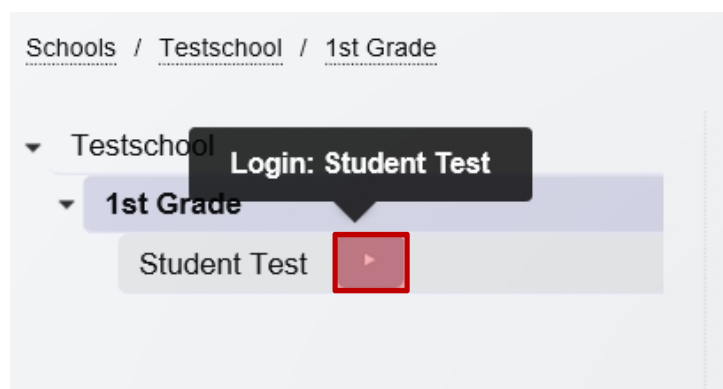 Schools / Testschool / 1st Grade
Testschool
Login: Student Test
1st Grade
Student Test